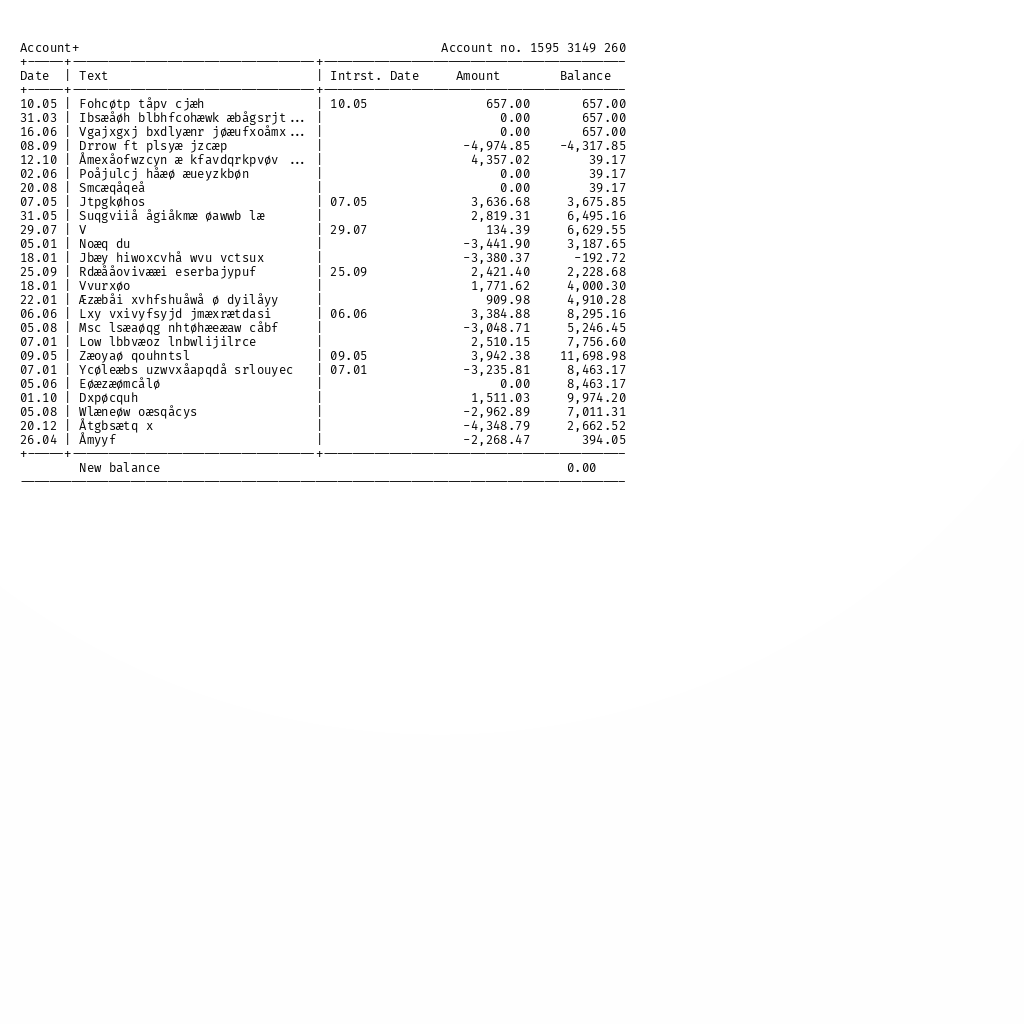 Account+ Account no. 1595 3149 260
Date | Text | Intrst. Date Amount Balance
10.05 | Fohcøtp tåpv cjæh | 10.05 657.00 657.00
31.03 | Ibsæåøh blbhfcohæwk æbågsrjt... | 0.00 657.00
16.06 | Vgajxgxj bxdlyænr jøæufxoåmx... | 0.00 657.00
08.09 | Drrow ft plsyæ jzcæp | -4,974.85 -4,317.85
12.10 | Åmexåofwzcyn æ kfavdqrkpvøv ... | 4,357.02 39.17
02.06 | Poåjulcj håæø æueyzkbøn | 0.00 39.17
20.08 | Smcæqåqeå | 0.00 39.17
07.05 | Jtpgkøhos | 07.05 3,636.68 3,675.85
31.05 | Suqgviiå ågiåkmæ øawwb læ | 2,819.31 6,495.16
29.07 | V | 29.07 134.39 6,629.55
05.01 | Noæq du | -3,441.90 3,187.65
18.01 | Jbæy hiwoxcvhå wvu vctsux | -3,380.37 -192.72
25.09 | Rdæååovivææi eserbajypuf | 25.09 2,421.40 2,228.68
18.01 | Vvurxøo | 1,771.62 4,000.30
22.01 | Æzæbåi xvhfshuåwå ø dyilåyy | 909.98 4,910.28
06.06 | Lxy vxivyfsyjd jmæxrætdasi | 06.06 3,384.88 8,295.16
05.08 | Msc lsæaøqg nhtøhæeæaw cåbf | -3,048.71 5,246.45
07.01 | Low lbbvæoz lnbwlijilrce | 2,510.15 7,756.60
09.05 | Zæoyaø qouhntsl | 09.05 3,942.38 11,698.98
07.01 | Ycøleæbs uzwvxåapqdå srlouyec | 07.01 -3,235.81 8,463.17
05.06 | Eøæzæømcålø | 0.00 8,463.17
01.10 | Dxpøcquh | 1,511.03 9,974.20
05.08 | Wlæneøw oæsqåcys | -2,962.89 7,011.31
20.12 | Åtgbsætq x | -4,348.79 2,662.52
26.04 | Åmyyf | -2,268.47 394.05
New balance 0.00